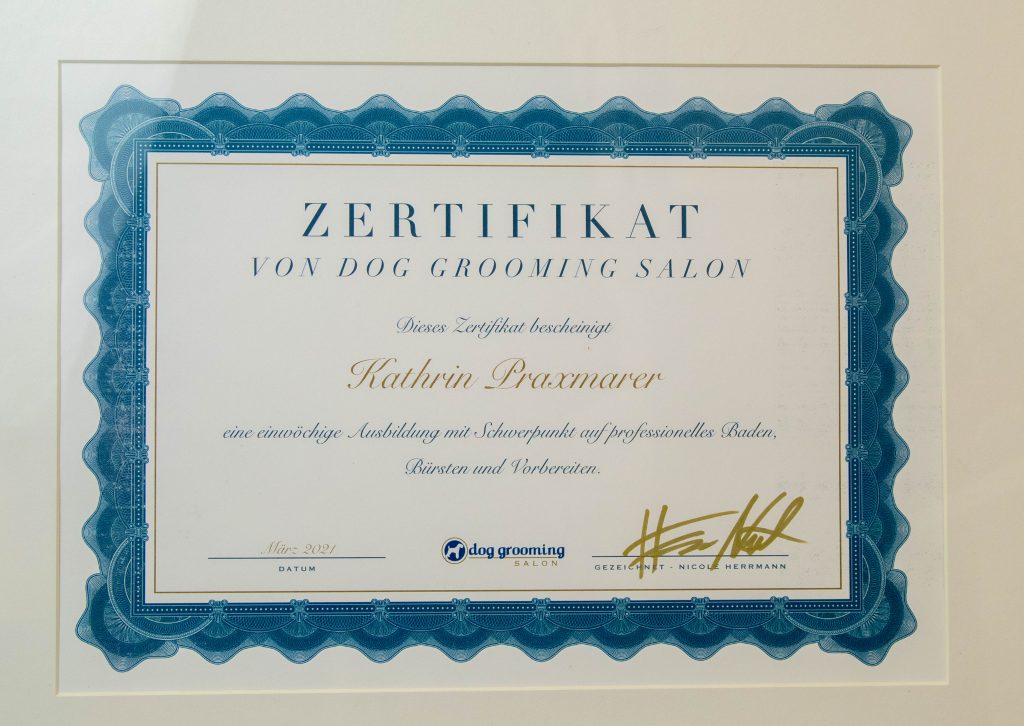 ZERTIFIKAT
VON DOG GROOMING SALON
Dieses Zertifikat bescheinigt
Kathrin Praxmarer
eine einwöchige Ausbildung mit Schwerpunkt auf professionelles Baden,
Bürsten und Vorbereiten.
März 2021
DATUM
dog grooming
SALON
GEZEICHNET - NICOLE HERRMANN